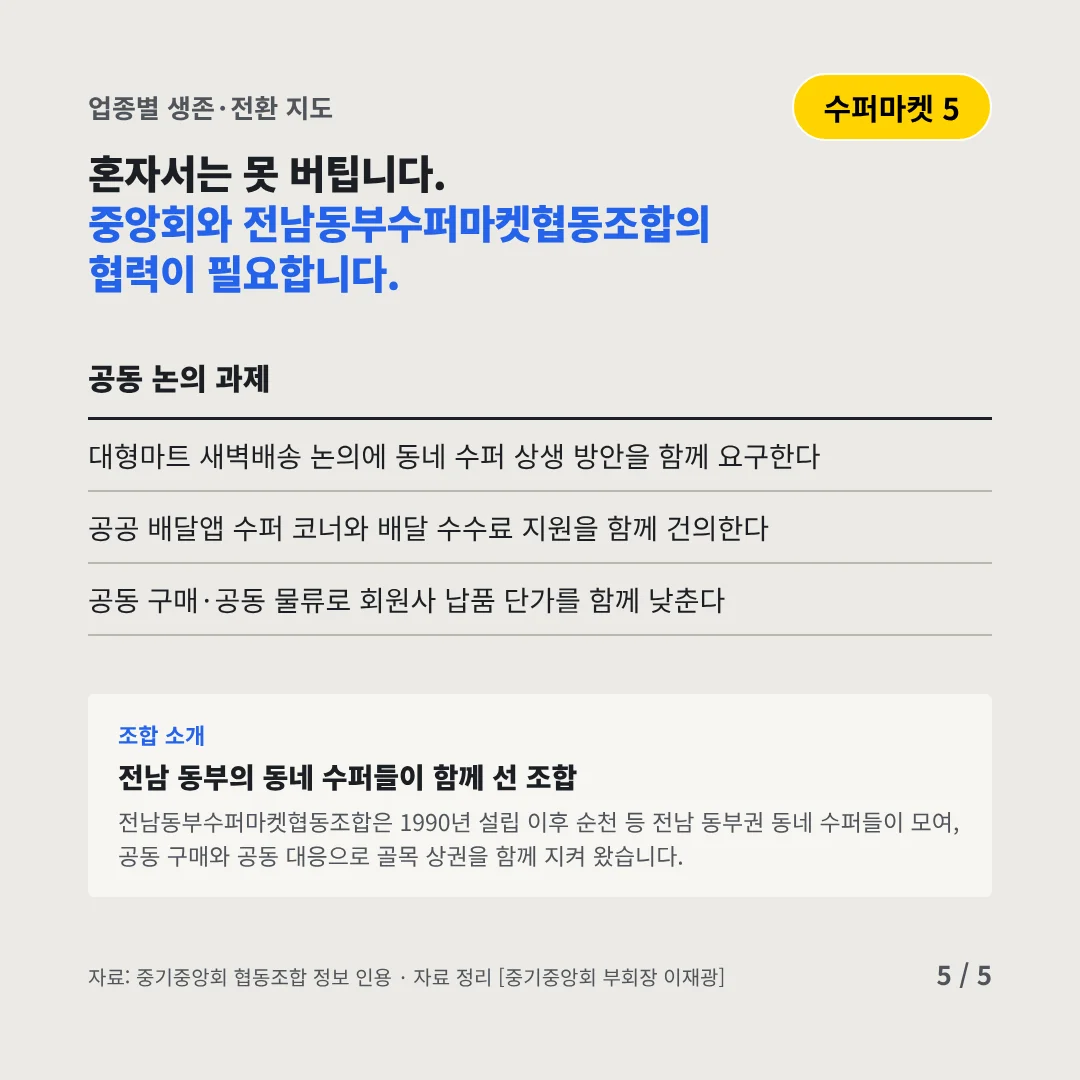 업종별 생존·전환 지도
수퍼마켓 5
혼자서는 못 버팁니다.
중앙회와 전남동부수퍼마켓협동조합의
협력이 필요합니다.
공동 논의 과제
대형마트 새벽배송 논의에 동네 수퍼 상생 방안을 함께 요구한다
공공 배달앱 수퍼 코너와 배달 수수료 지원을 함께 건의한다
공동 구매·공동 물류로 회원사 납품 단가를 함께 낮춘다
조합 소개
전남 동부의 동네 수퍼들이 함께 선 조합
전남동부수퍼마켓협동조합은 1990년 설립 이후 순천 등 전남 동부권 동네 수퍼들이 모여,
공동 구매와 공동 대응으로 골목 상권을 함께 지켜 왔습니다.
자료: 중기중앙회 협동조합 정보 인용 · 자료 정리 [중기중앙회 부회장 이재광]
5 / 5